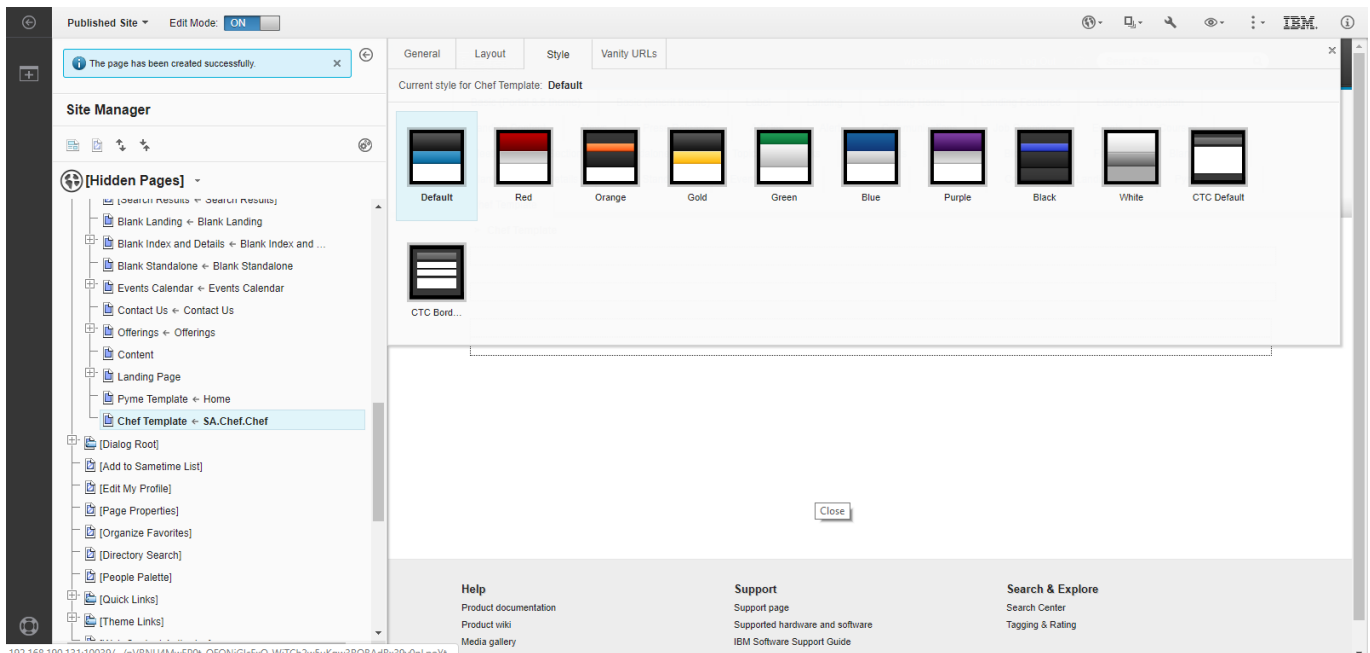 Published Site
Edit Mode: ON
IBM.
The page has been created successfully.
Site Manager
[Hidden Pages]
[Search Results ← Search Results]
Blank Landing ← Blank Landing
Blank Index and Details ← Blank Index and ...
Blank Standalone ← Blank Standalone
Events Calendar ← Events Calendar
Contact Us ← Contact Us
Offerings ← Offerings
Content
Landing Page
Pyme Template ← Home
Chef Template ← SA.Chef.Chef
[Dialog Root]
[Add to Sametime List]
[Edit My Profile]
[Page Properties]
[Organize Favorites]
[Directory Search]
[People Palette]
[Quick Links]
[Theme Links]
General Layout Style Vanity URLs
Current style for Chef Template: Default
Default Red Orange Gold Green Blue Purple Black White CTC Default
CTC Bord...
Close
Help
Product documentation
Product wiki
Media gallery
Support
Support page
Supported hardware and software
IBM Software Support Guide
Search & Explore
Search Center
Tagging & Rating